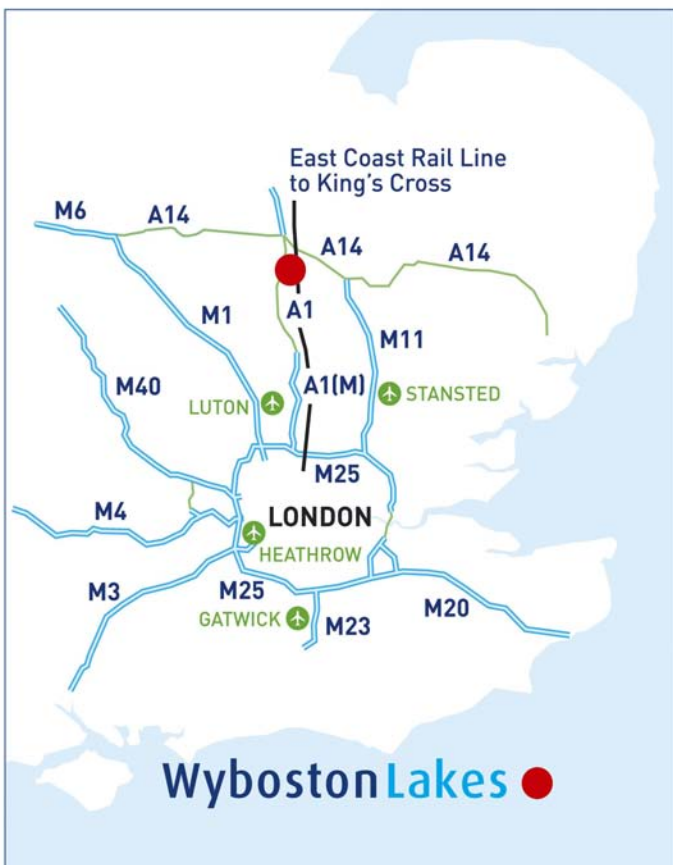 East Coast Rail Line
to King's Cross
M6
A14
A14
A14
A1
M1
M11
M40
A1(M)
LUTON
STANSTED
M25
M4
LONDON
HEATHROW
M3
M25
M20
GATWICK
M23
WybostonLakes